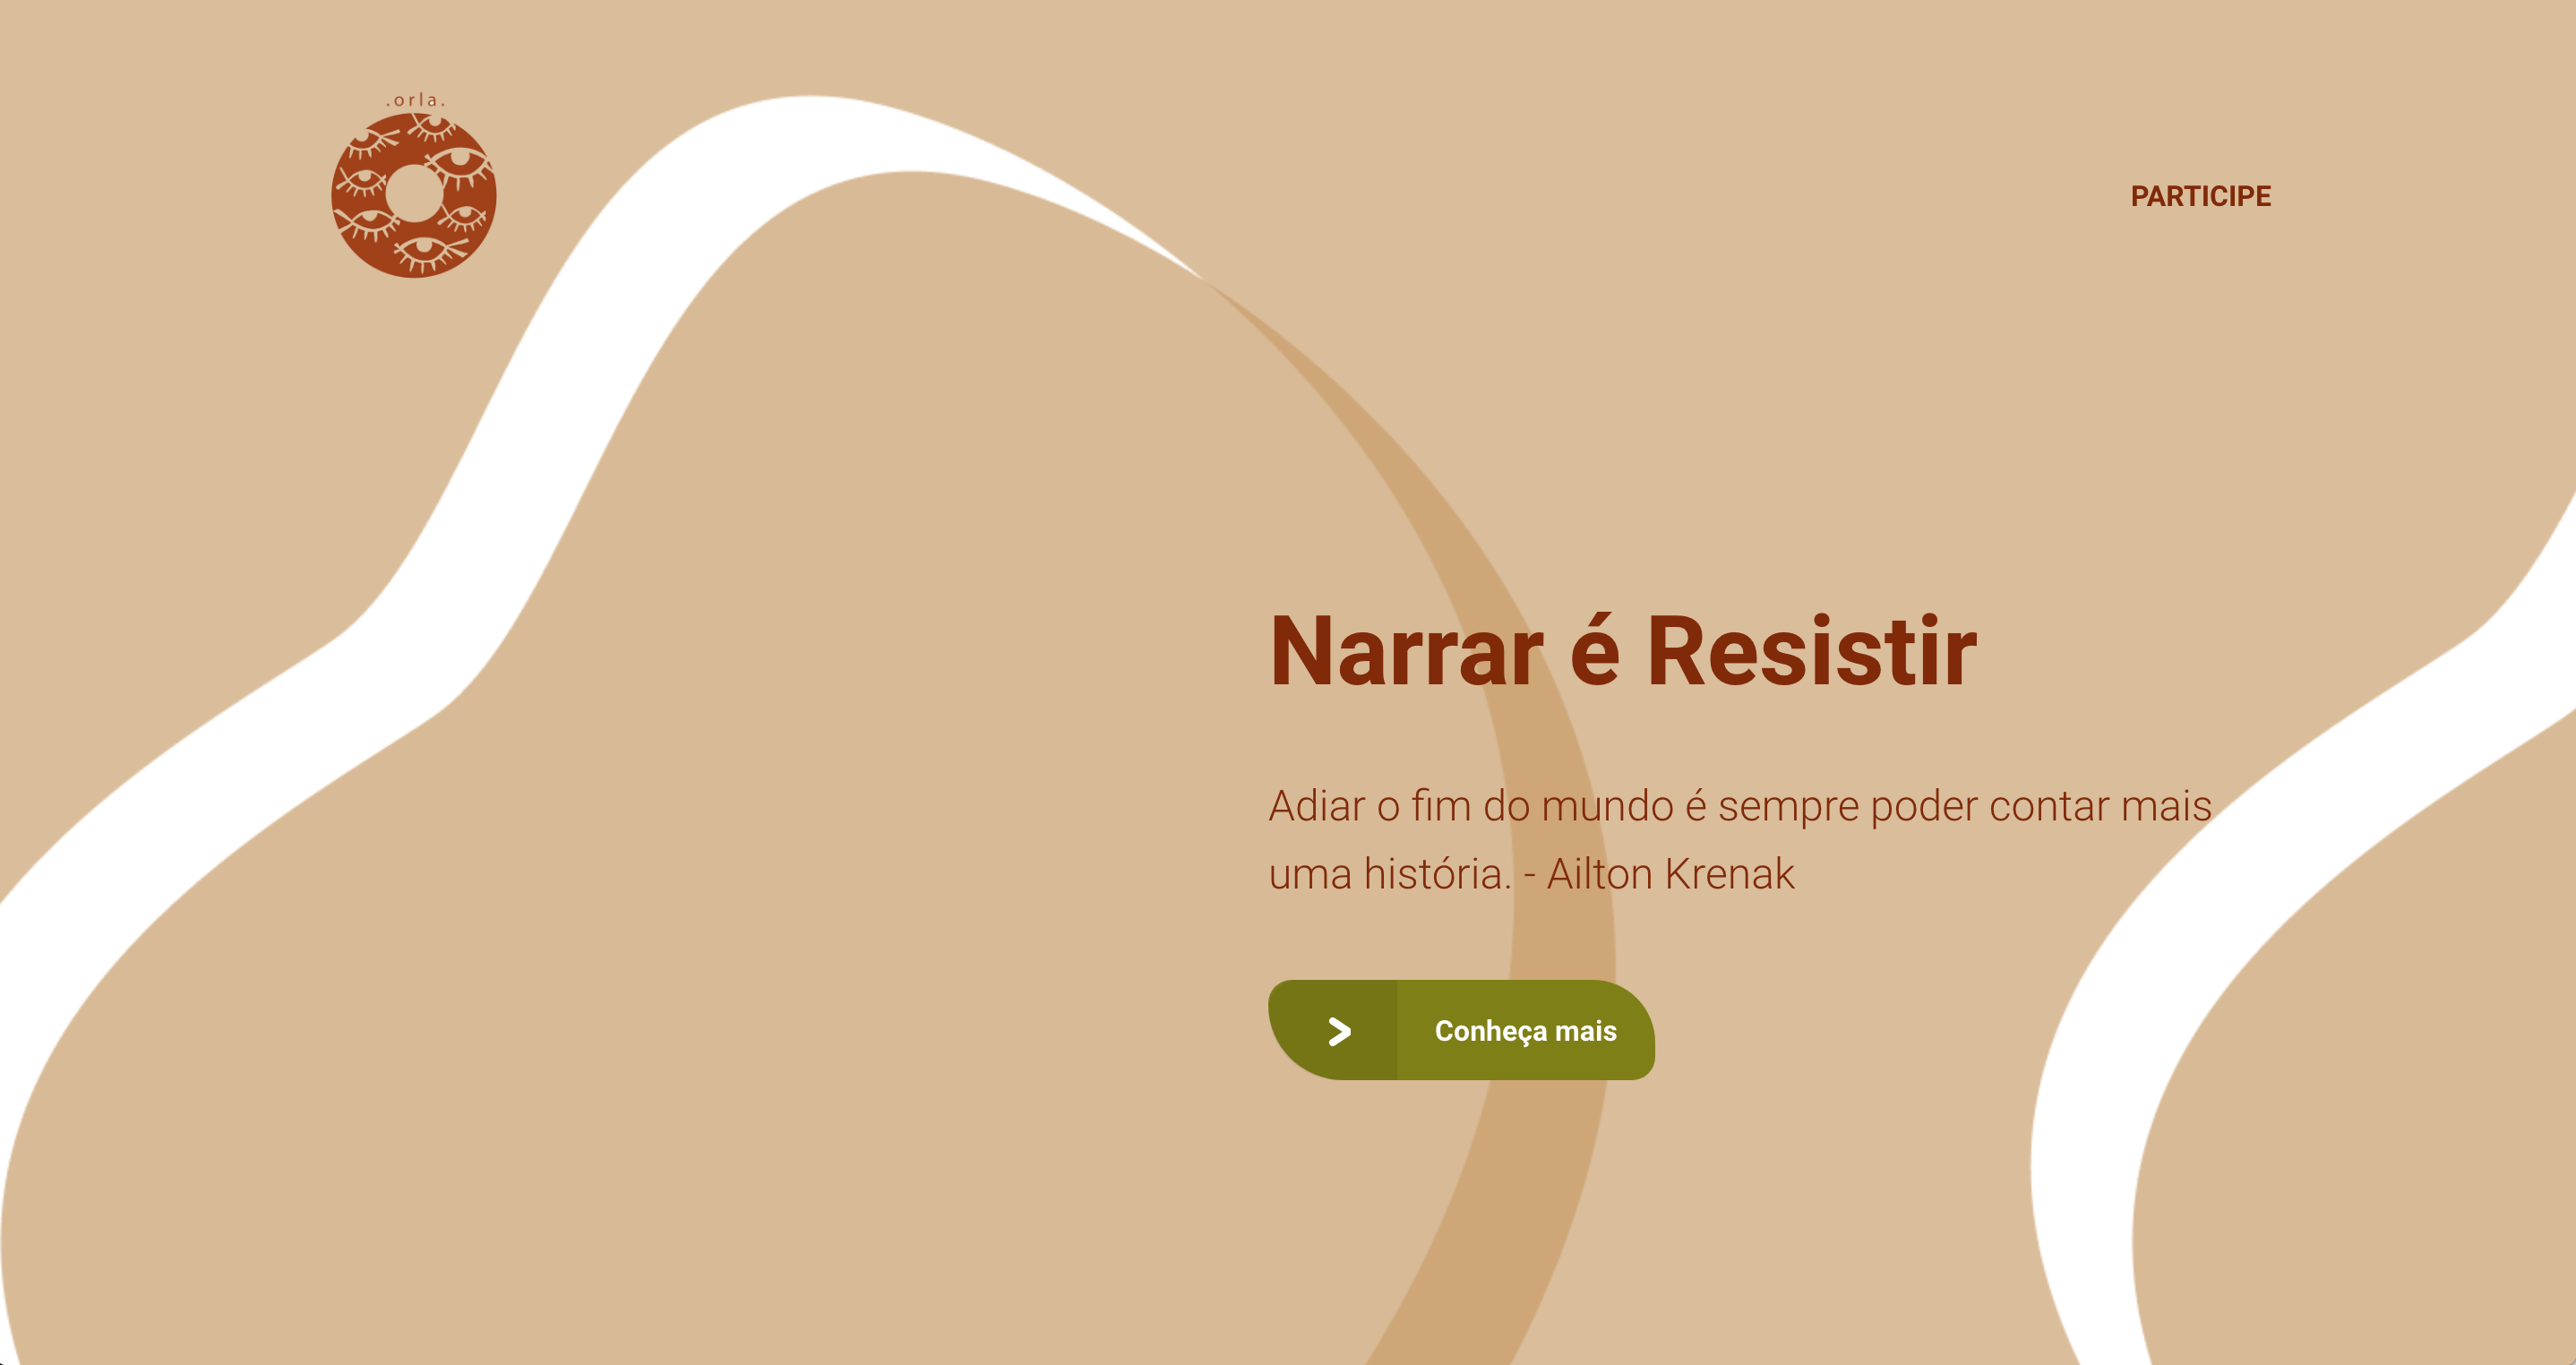 .orla.
PARTICIPE
Narrar é Resistir
Adiar o fim do mundo é sempre poder contar mais
uma história. - Ailton Krenak
Conheça mais